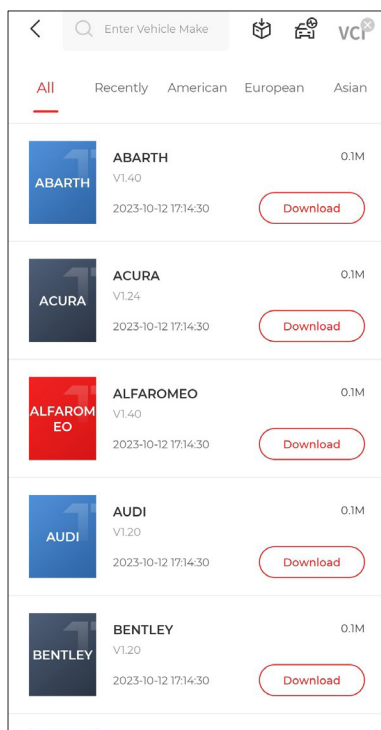 Enter Vehicle Make
VCI
All Recently American European Asian
ABARTH
ABARTH 0.1M
V1.40
2023-10-12 17:14:30 Download
ACURA
ACURA 0.1M
V1.24
2023-10-12 17:14:30 Download
ALFAROM
EO
ALFAROMEO 0.1M
V1.40
2023-10-12 17:14:30 Download
AUDI
AUDI 0.1M
V1.20
2023-10-12 17:14:30 Download
BENTLEY
BENTLEY 0.1M
V1.20
2023-10-12 17:14:30 Download